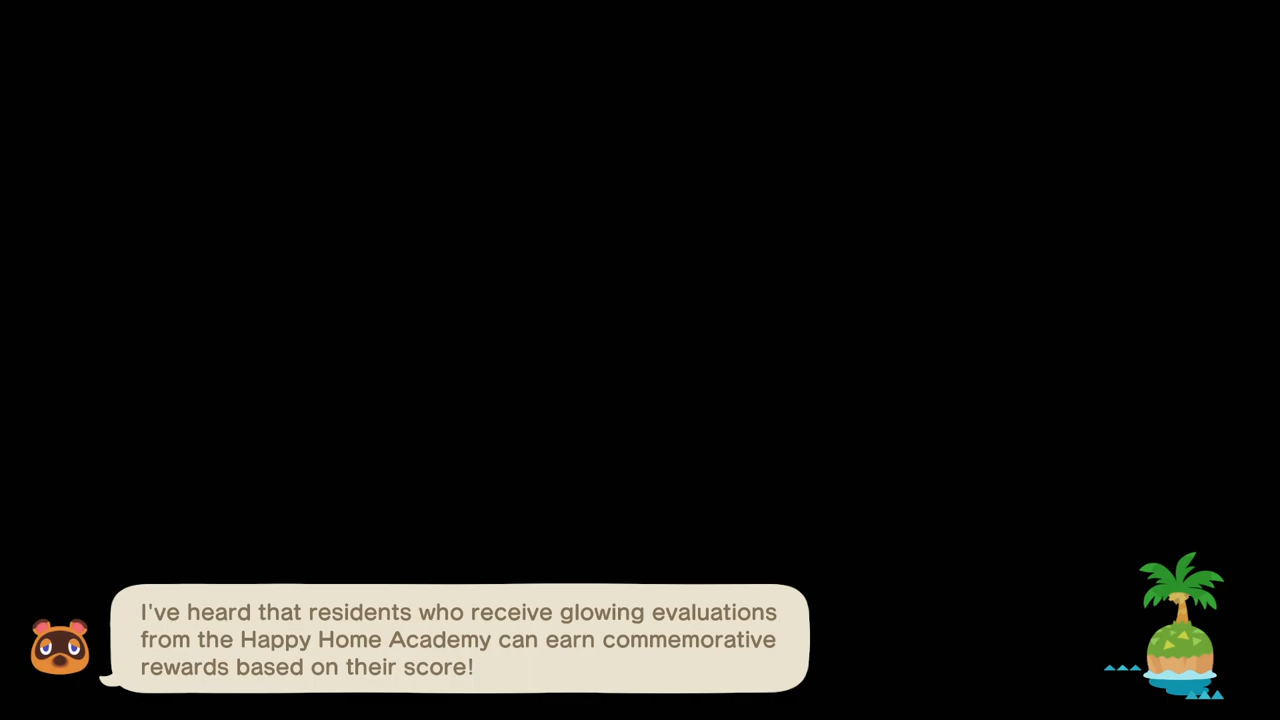 I've heard that residents who receive glowing evaluations
from the Happy Home Academy can earn commemorative
rewards based on their score!